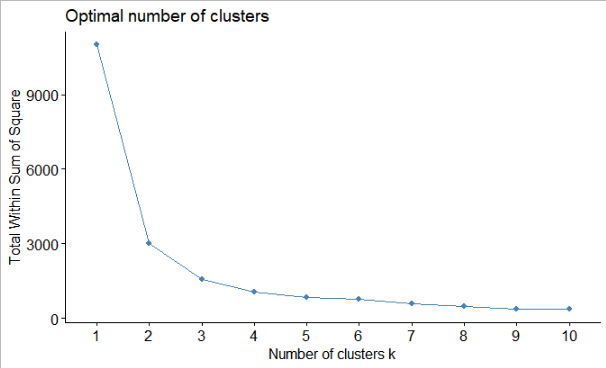 Optimal number of clusters
Total Within Sum of Square
9000
6000
3000
0
1 2 3 4 5 6 7 8 9 10
Number of clusters k